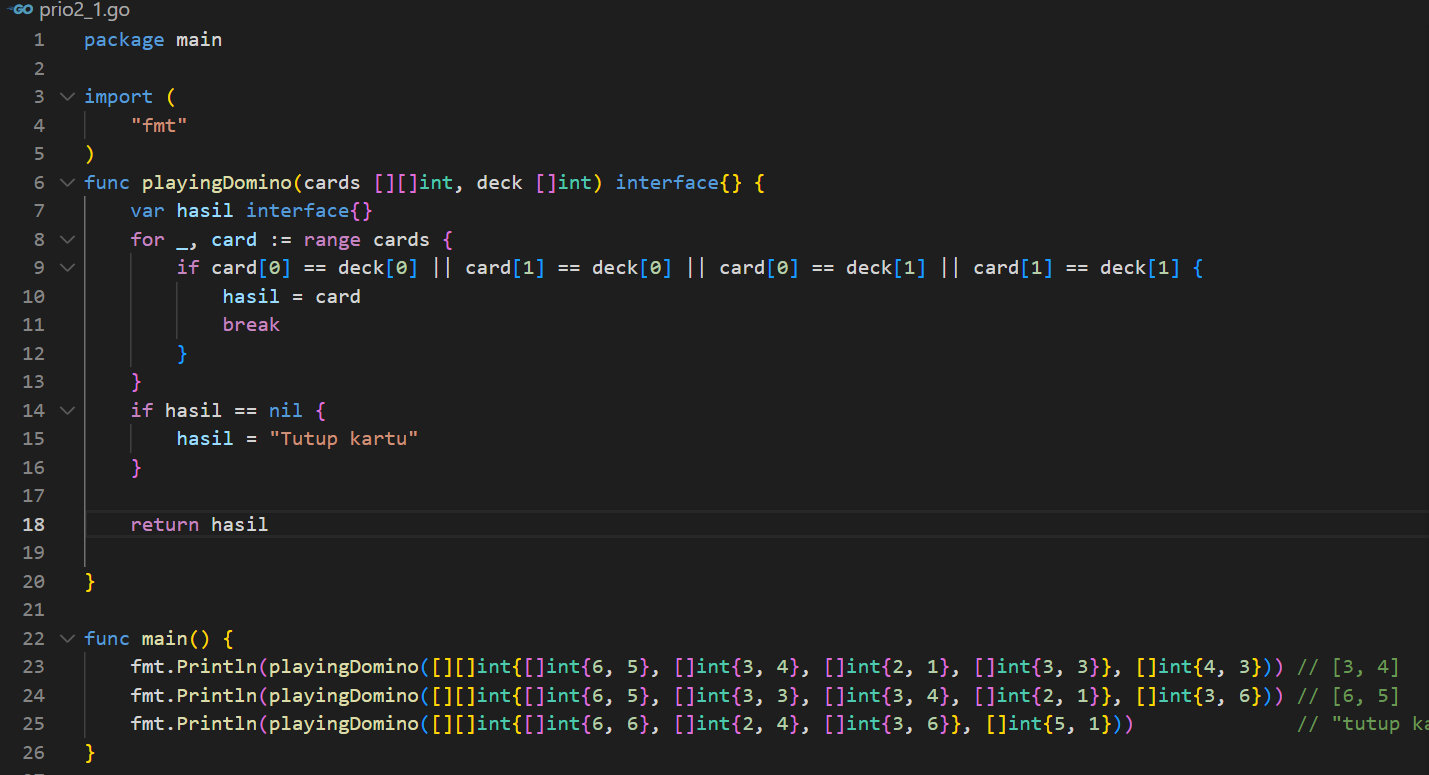 GO prio2_1.go
1 package main
2
3 import (
4     "fmt"
5 )
6 func playingDomino(cards [][]int, deck []int) interface{} {
7     var hasil interface{}
8     for _, card := range cards {
9         if card[0] == deck[0] || card[1] == deck[0] || card[0] == deck[1] || card[1] == deck[1] {
10             hasil = card
11             break
12         }
13     }
14     if hasil == nil {
15         hasil = "Tutup kartu"
16     }
17
18     return hasil
19
20 }
21
22 func main() {
23     fmt.Println(playingDomino([][]int{[]int{6, 5}, []int{3, 4}, []int{2, 1}, []int{3, 3}}, []int{4, 3})) // [3, 4]
24     fmt.Println(playingDomino([][]int{[]int{6, 5}, []int{3, 3}, []int{3, 4}, []int{2, 1}}, []int{3, 6})) // [6, 5]
25     fmt.Println(playingDomino([][]int{[]int{6, 6}, []int{2, 4}, []int{3, 6}}, []int{5, 1}))              // "tutup
26 }